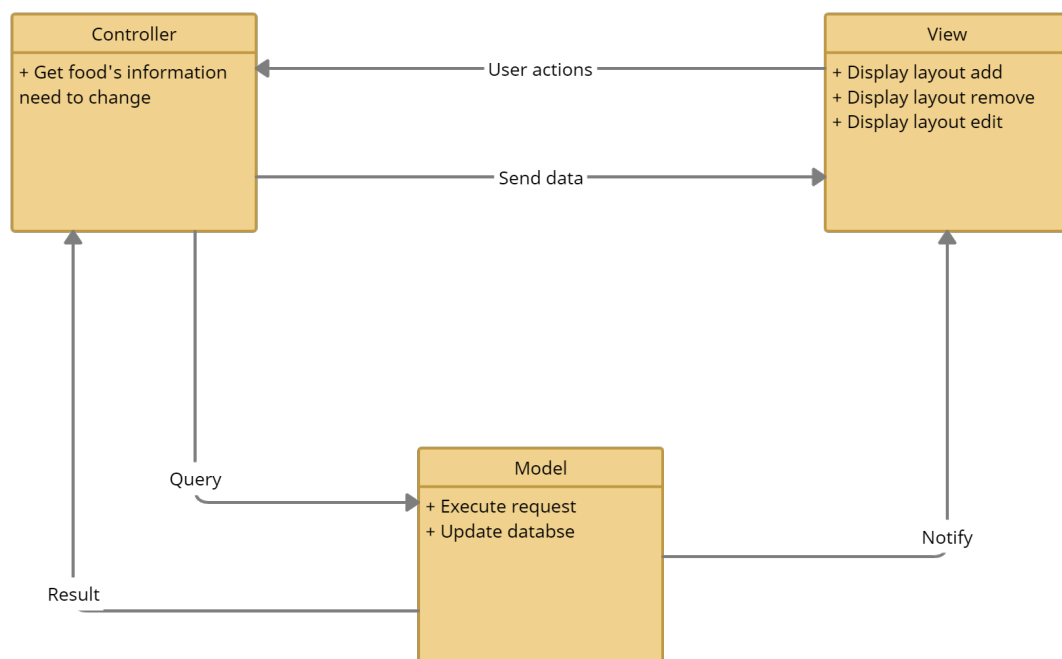 Controller
+ Get food's information
need to change
User actions
Send data
View
+ Display layout add
+ Display layout remove
+ Display layout edit
Query
Result
Model
+ Execute request
+ Update databse
Notify